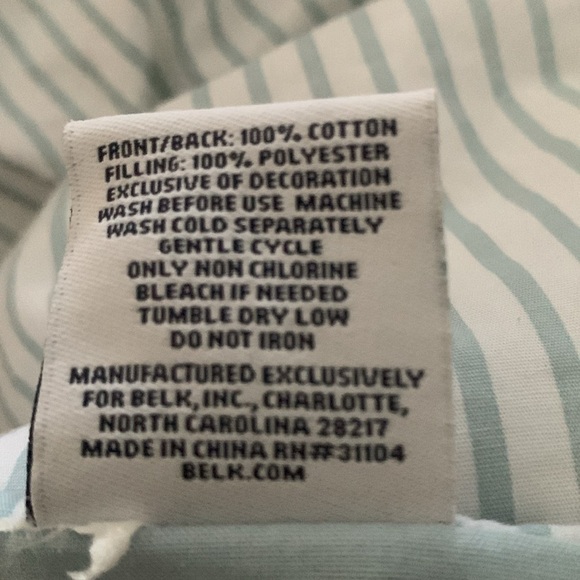 FRONT/BACK: 100% COTTON
FILLING: 100% POLYESTER
EXCLUSIVE OF DECORATION
WASH BEFORE USE MACHINE
WASH COLD SEPARATELY
GENTLE CYCLE
ONLY NON CHLORINE
BLEACH IF NEEDED
TUMBLE DRY LOW
DO NOT IRON
MANUFACTURED EXCLUSIVELY
FOR BELK, INC., CHARLOTTE,
NORTH CAROLINA 28217
MADE IN CHINA RN#31104
BELK.COM